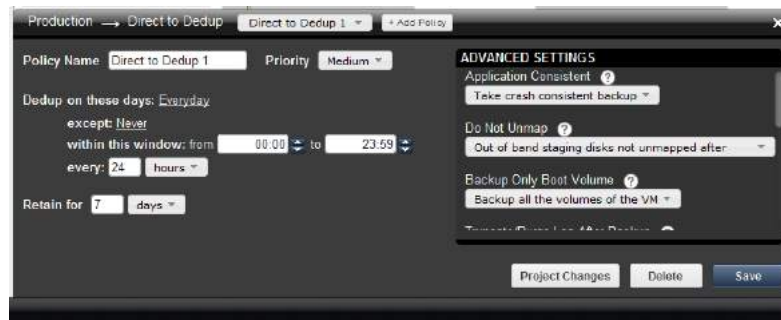 Production → Direct to Dedup Direct to Dedup 1 + Add Policy x
Policy Name Direct to Dedup 1 Priority Medium
Dedup on these days: Everyday
except: Never
within this window: from 00:00 to 23:59
every: 24 hours
Retain for 7 days
ADVANCED SETTINGS
Application Consistent ?
Take crash consistent backup
Do Not Unmap ?
Out of band staging disks not unmapped after
Backup Only Boot Volume ?
Backup all the volumes of the VM
Project Changes Delete Save